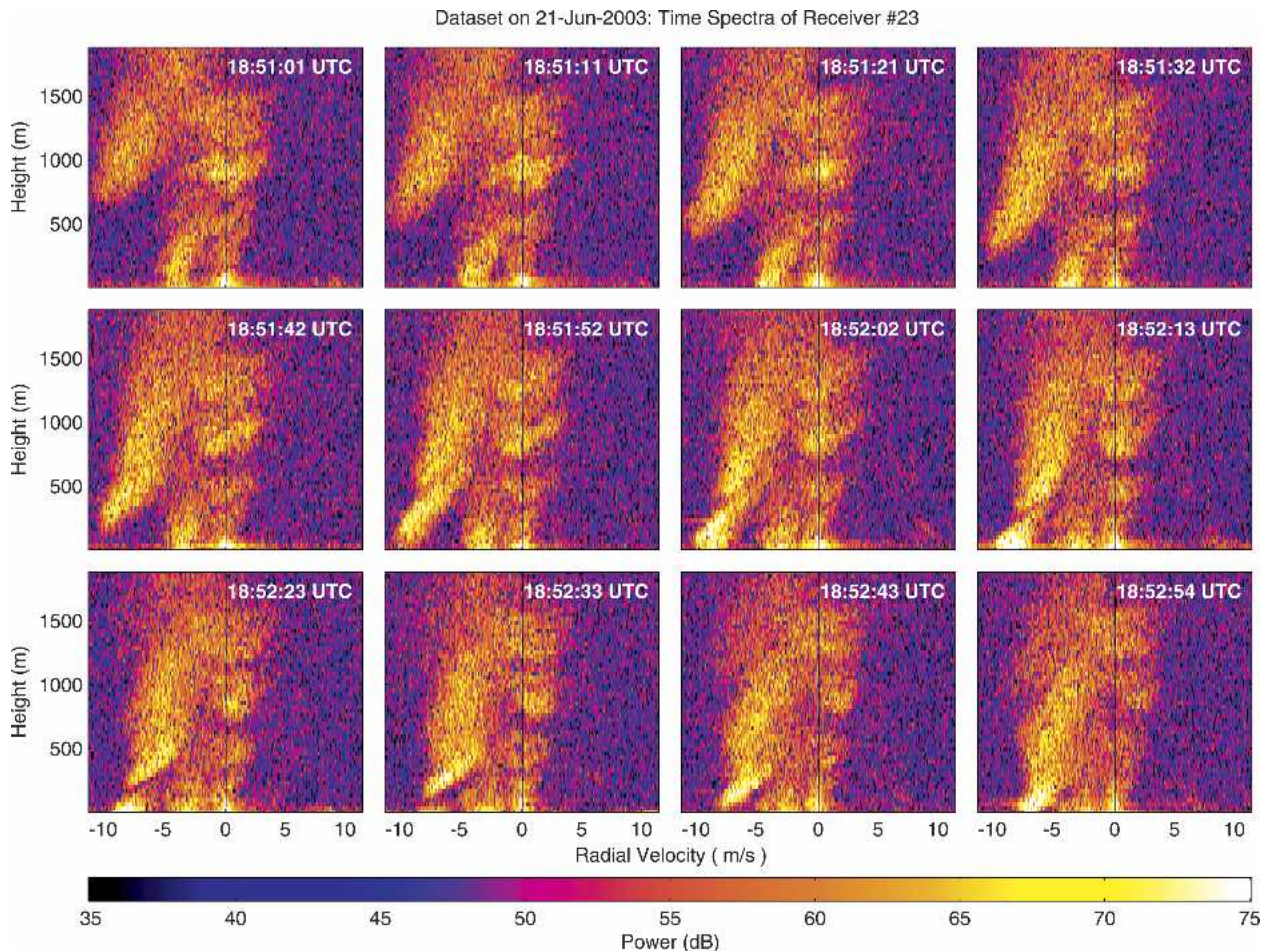 Dataset on 21-Jun-2003: Time Spectra of Receiver #23
18:51:01 UTC
18:51:11 UTC
18:51:21 UTC
18:51:32 UTC
1500
1000
500
Height (m)
18:51:42 UTC
18:51:52 UTC
18:52:02 UTC
18:52:13 UTC
1500
1000
500
Height (m)
18:52:23 UTC
18:52:33 UTC
18:52:43 UTC
18:52:54 UTC
1500
1000
500
Height (m)
-10 -5 0 5 10 -10 -5 0 5 10 -10 -5 0 5 10 -10 -5 0 5 10
Radial Velocity ( m/s )
35 40 45 50 55 60 65 70 75
Power (dB)